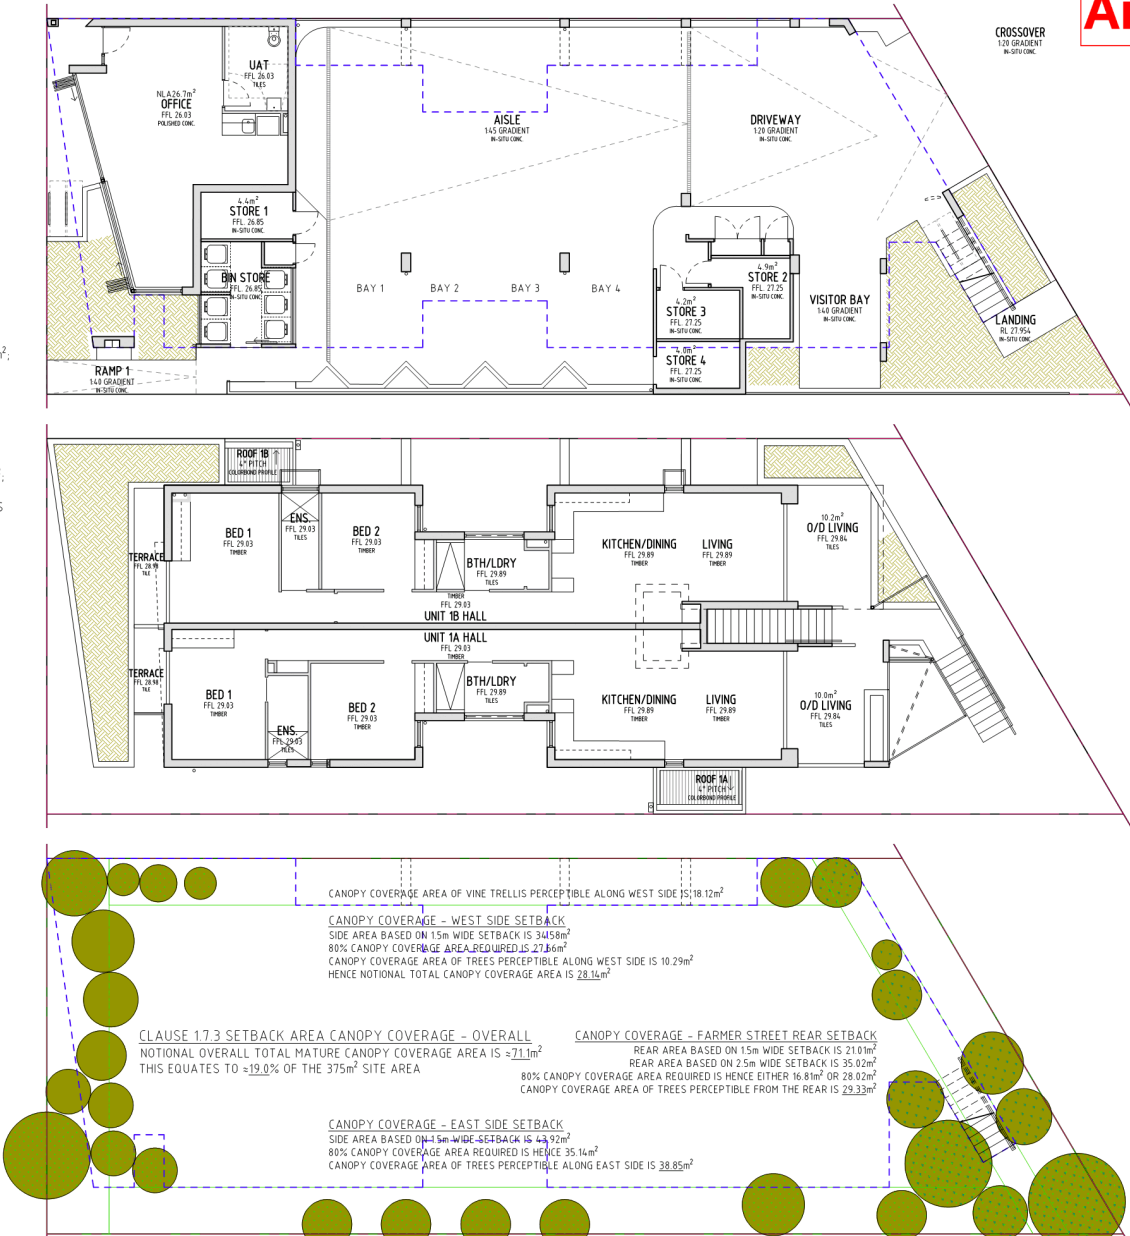 CROSSOVER
1:20 GRADIENT
IN-SITU CONC.
UAT
FFL 26.03
TILES
NLA26.7m²
OFFICE
FFL 26.03
POLISHED CONC.
AISLE
1:45 GRADIENT
IN-SITU CONC.
DRIVEWAY
1:20 GRADIENT
IN-SITU CONC.
4.4m²
STORE 1
FFL. 26.85
IN-SITU CONC.
BIN STORE
FFL. 26.85
IN-SITU CONC.
BAY 1
BAY 2
BAY 3
BAY 4
4.9m²
STORE 2
FFL. 27.25
IN-SITU CONC.
4.2m²
STORE 3
FFL. 27.25
IN-SITU CONC.
4.0m²
STORE 4
FFL. 27.25
IN-SITU CONC.
VISITOR BAY
1:40 GRADIENT
IN-SITU CONC.
LANDING
RL 27.954
IN-SITU CONC.
RAMP 1
1:40 GRADIENT
IN-SITU CONC.
ROOF 1B
4° PITCH
COLORBOND PROFILE
BED 1
FFL 29.03
TIMBER
ENS.
FFL 29.03
TILES
BED 2
FFL 29.03
TIMBER
BTH/LDRY
FFL 29.89
TILES
KITCHEN/DINING
FFL 29.89
TIMBER
LIVING
FFL 29.89
TIMBER
10.2m²
O/D LIVING
FFL 29.84
TILES
TERRACE
FFL 28.98
TILE
TIMBER
FFL 29.03
UNIT 1B HALL
UNIT 1A HALL
FFL 29.03
TIMBER
TERRACE
FFL 28.98
TILE
BED 1
FFL 29.03
TIMBER
ENS.
FFL 29.03
TILES
BED 2
FFL 29.03
TIMBER
BTH/LDRY
FFL 29.89
TILES
KITCHEN/DINING
FFL 29.89
TIMBER
LIVING
FFL 29.89
TIMBER
10.0m²
O/D LIVING
FFL 29.84
TILES
ROOF 1A
4° PITCH
COLORBOND PROFILE
CANOPY COVERAGE AREA OF VINE TRELLIS PERCEPTIBLE ALONG WEST SIDE IS 18.12m²
CANOPY COVERAGE - WEST SIDE SETBACK
SIDE AREA BASED ON 1.5m WIDE SETBACK IS 34.58m²
80% CANOPY COVERAGE AREA REQUIRED IS 27.66m²
CANOPY COVERAGE AREA OF TREES PERCEPTIBLE ALONG WEST SIDE IS 10.29m²
HENCE NOTIONAL TOTAL CANOPY COVERAGE AREA IS 28.14m²
CLAUSE 1.7.3 SETBACK AREA CANOPY COVERAGE - OVERALL
NOTIONAL OVERALL TOTAL MATURE CANOPY COVERAGE AREA IS ≈71.1m²
THIS EQUATES TO ≈19.0% OF THE 375m² SITE AREA
CANOPY COVERAGE - FARMER STREET REAR SETBACK
REAR AREA BASED ON 1.5m WIDE SETBACK IS 21.01m²
REAR AREA BASED ON 2.5m WIDE SETBACK IS 35.02m²
80% CANOPY COVERAGE AREA REQUIRED IS HENCE EITHER 16.81m² OR 28.02m²
CANOPY COVERAGE AREA OF TREES PERCEPTIBLE FROM THE REAR IS 29.33m²
CANOPY COVERAGE - EAST SIDE SETBACK
SIDE AREA BASED ON 1.5m WIDE SETBACK IS 43.92m²
80% CANOPY COVERAGE AREA REQUIRED IS HENCE 35.14m²
CANOPY COVERAGE AREA OF TREES PERCEPTIBLE ALONG EAST SIDE IS 38.85m²